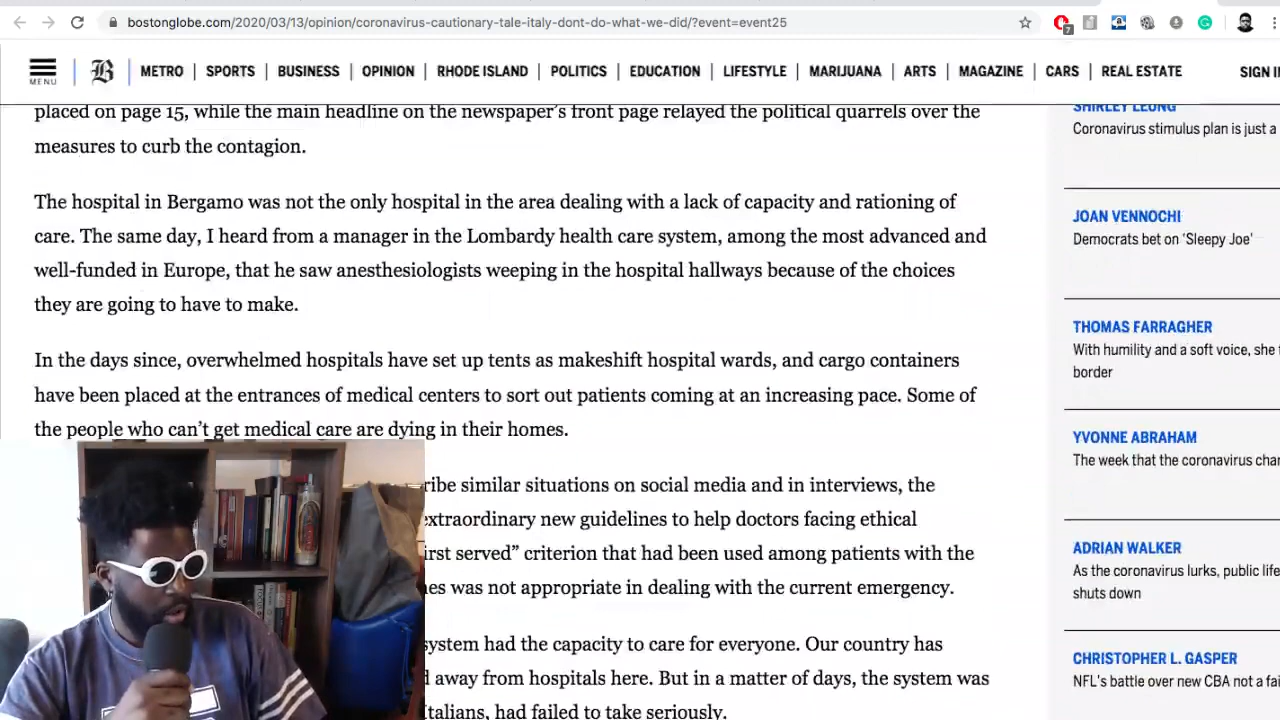 bostonglobe.com/2020/03/13/opinion/coronavirus-cautionary-tale-italy-dont-do-what-we-did/?event=event25
7
MENU
B
METRO | SPORTS | BUSINESS | OPINION | RHODE ISLAND | POLITICS | EDUCATION | LIFESTYLE | MARIJUANA | ARTS | MAGAZINE | CARS | REAL ESTATE
SIGN
placed on page 15, while the main headline on the newspaper's front page relayed the political quarrels over the
measures to curb the contagion.
The hospital in Bergamo was not the only hospital in the area dealing with a lack of capacity and rationing of
care. The same day, I heard from a manager in the Lombardy health care system, among the most advanced and
well-funded in Europe, that he saw anesthesiologists weeping in the hospital hallways because of the choices
they are going to have to make.
In the days since, overwhelmed hospitals have set up tents as makeshift hospital wards, and cargo containers
have been placed at the entrances of medical centers to sort out patients coming at an increasing pace. Some of
the people who can't get medical care are dying in their homes.
ribe similar situations on social media and in interviews, the
extraordinary new guidelines to help doctors facing ethical
irst served” criterion that had been used among patients with the
nes was not appropriate in dealing with the current emergency.
system had the capacity to care for everyone. Our country has
d away from hospitals here. But in a matter of days, the system was
Italians, had failed to take seriously.
SHIRLEY LEUNG
Coronavirus stimulus plan is just a
JOAN VENNOCHI
Democrats bet on ‘Sleepy Joe’
THOMAS FARRAGHER
With humility and a soft voice, she
border
YVONNE ABRAHAM
The week that the coronavirus
ADRIAN WALKER
As the coronavirus lurks, public life
shuts down
CHRISTOPHER L. GASPER
NFL's battle over new CBA not a